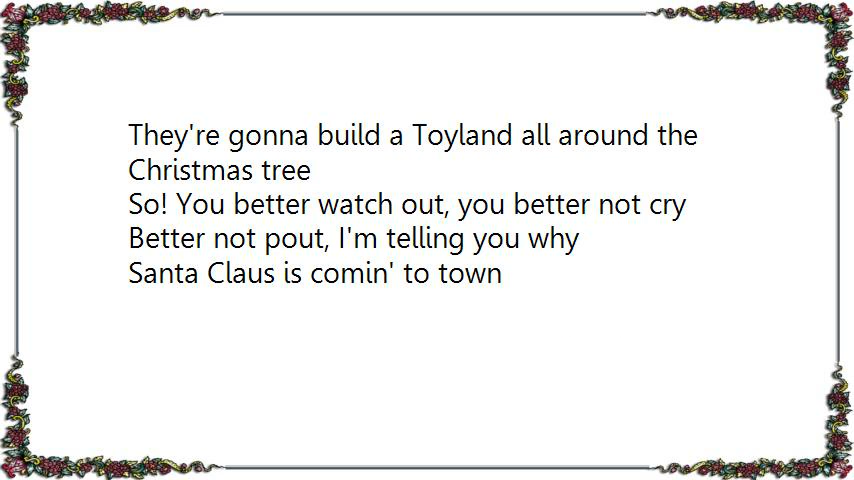 They're gonna build a Toyland all around the
Christmas tree
So! You better watch out, you better not cry
Better not pout, I'm telling you why
Santa Claus is comin' to town